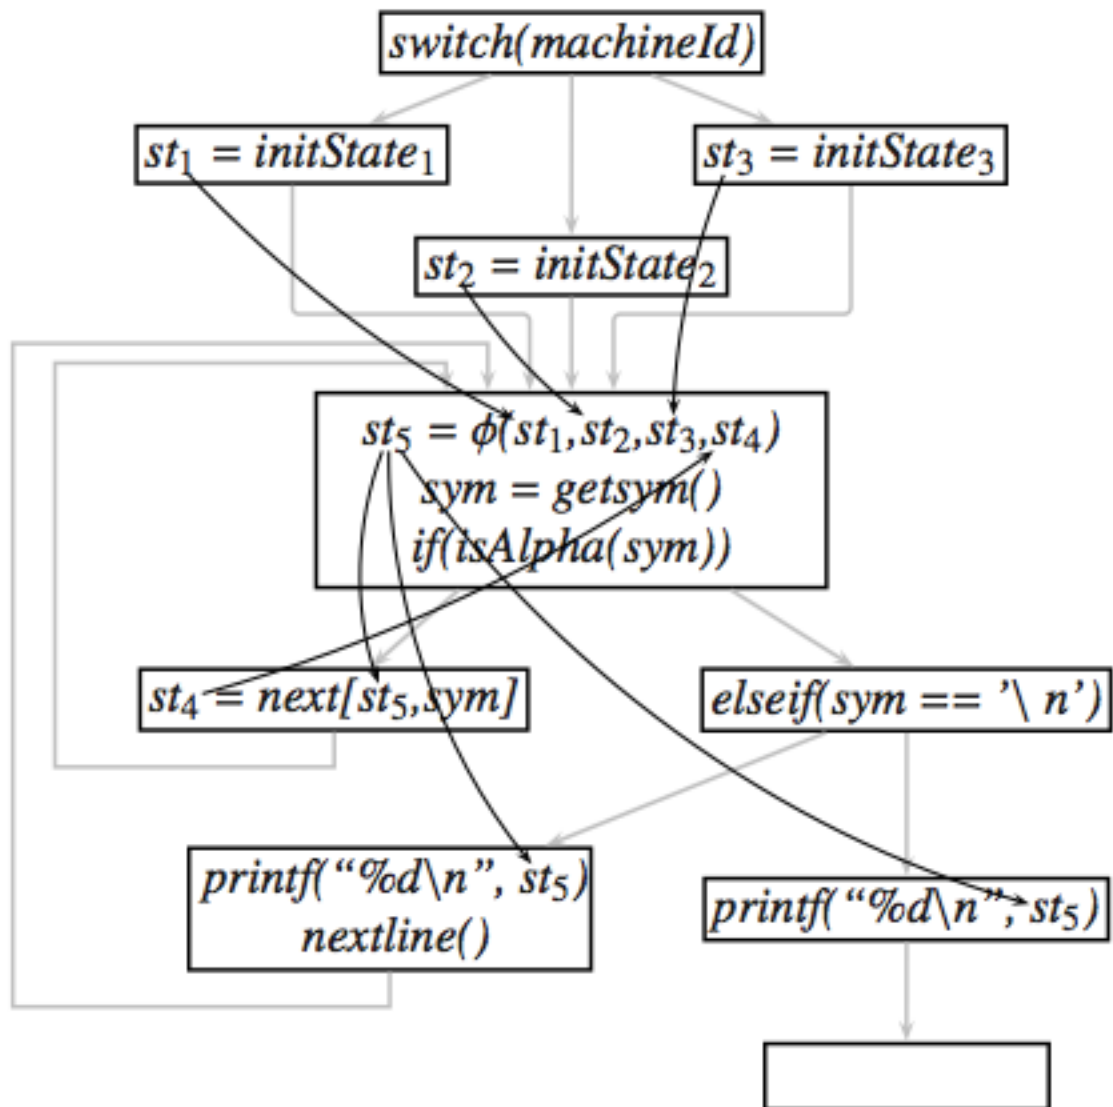 switch(machineId)
st₁ = initState₁
st₃ = initState₃
st₂ = initState₂
st₅ = ϕ(st₁,st₂,st₃,st₄)
sym = getsym()
if(isAlpha(sym))
st₄ = next[st₅,sym]
elseif(sym == ’\ n’)
printf(“%d\n”, st₅)
nextline()
printf(“%d\n”, st₅)